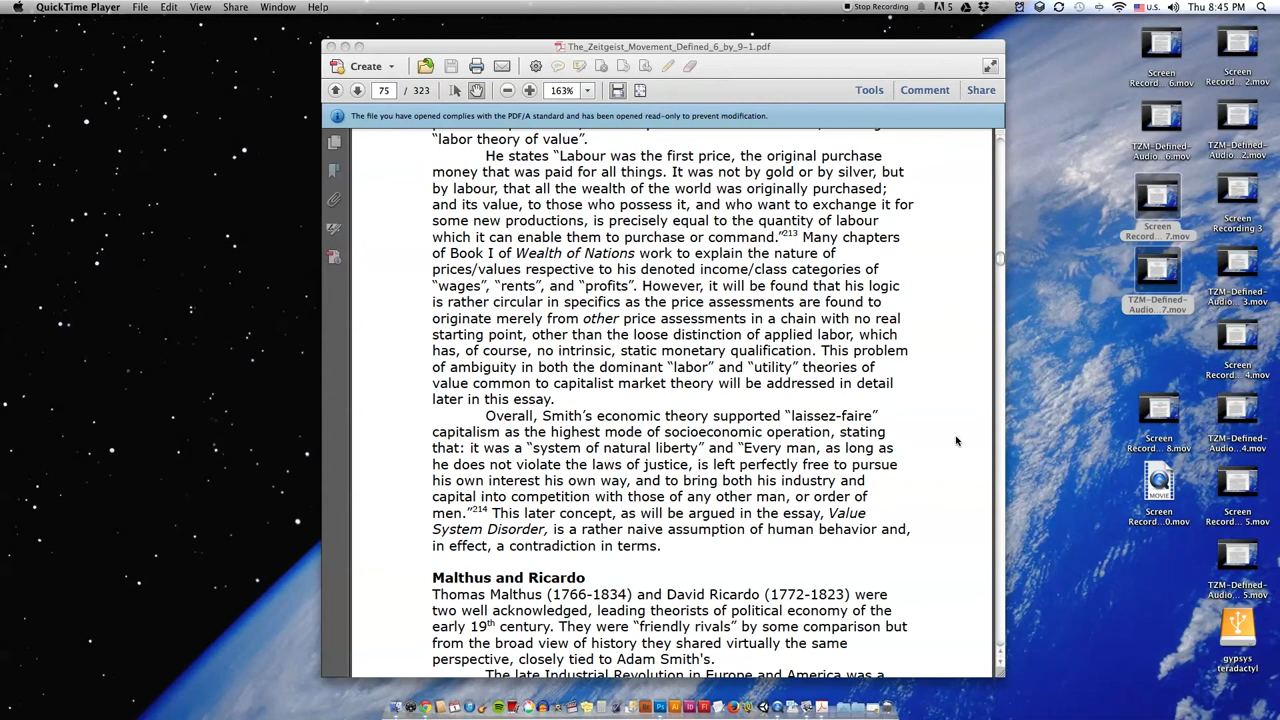 QuickTime Player File Edit View Share Window Help
Stop Recording 5 U.S. Thu 8:45 PM
The_Zeitgeist_Movement_Defined_6_by_9-1.pdf
Create
75 / 323 163% Tools Comment Share
The file you have opened complies with the PDF/A standard and has been opened read-only to prevent modification.
"labor theory of value".
He states "Labour was the first price, the original purchase
money that was paid for all things. It was not by gold or by silver, but
by labour, that all the wealth of the world was originally purchased;
and its value, to those who possess it, and who want to exchange it for
some new productions, is precisely equal to the quantity of labour
which it can enable them to purchase or command."213 Many chapters
of Book I of Wealth of Nations work to explain the nature of
prices/values respective to his denoted income/class categories of
"wages", "rents", and "profits". However, it will be found that his logic
is rather circular in specifics as the price assessments are found to
originate merely from other price assessments in a chain with no real
starting point, other than the loose distinction of applied labor, which
has, of course, no intrinsic, static monetary qualification. This problem
of ambiguity in both the dominant "labor" and "utility" theories of
value common to capitalist market theory will be addressed in detail
later in this essay.
Overall, Smith's economic theory supported "laissez-faire"
capitalism as the highest mode of socioeconomic operation, stating
that: it was a "system of natural liberty" and "Every man, as long as
he does not violate the laws of justice, is left perfectly free to pursue
his own interest his own way, and to bring both his industry and
capital into competition with those of any other man, or order of
men."214 This later concept, as will be argued in the essay, Value
System Disorder, is a rather naive assumption of human behavior and,
in effect, a contradiction in terms.
Malthus and Ricardo
Thomas Malthus (1766-1834) and David Ricardo (1772-1823) were
two well acknowledged, leading theorists of political economy of the
early 19th century. They were "friendly rivals" by some comparison but
from the broad view of history they shared virtually the same
perspective, closely tied to Adam Smith's.
The late Industrial Revolution in Europe and America was a
Screen
Record... 6.mov
Screen
Record... 2.mov
TZM-Defined-
Audio... 6.mov
TZM-Defined-
Audio... 2.mov
Screen
Record... 7.mov
Screen
Recording 3
TZM-Defined-
Audio... 7.mov
TZM-Defined-
Audio... 3.mov
Screen
Record... 4.mov
Screen
Record... 8.mov
TZM-Defined-
Audio... 4.mov
MOVIE
Screen
Record...0.mov
Screen
Record... 5.mov
TZM-Defined-
Audio... 5.mov
gypsys
teradactyl